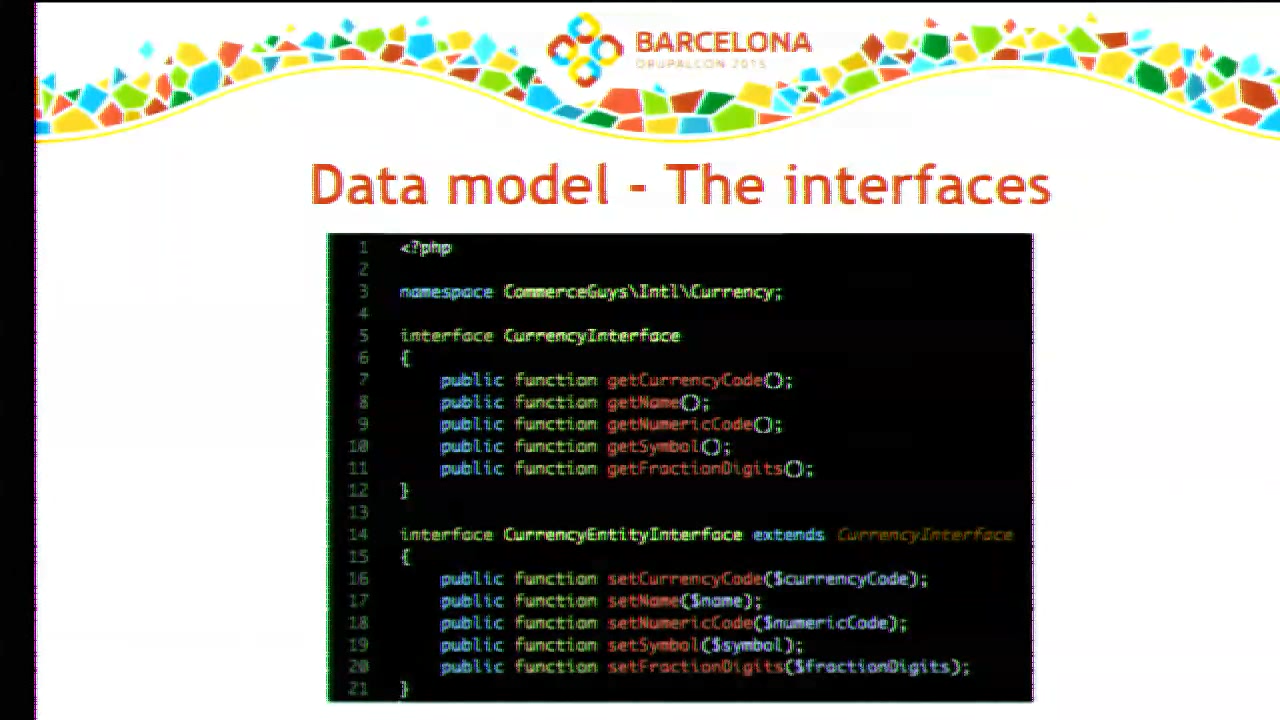 BARCELONA
DRUPALCON 2015
Data model - The interfaces
1 <?php
2
3 namespace CommerceGuys\Intl\Currency;
4
5 interface CurrencyInterface
6 {
7 public function getCurrencyCode();
8 public function getName();
9 public function getNumericCode();
10 public function getSymbol();
11 public function getFractionDigits();
12 }
13
14 interface CurrencyEntityInterface extends CurrencyInterface
15 {
16 public function setCurrencyCode($currencyCode);
17 public function setName($name);
18 public function setNumericCode($numericCode);
19 public function setSymbol($symbol);
20 public function setFractionDigits($fractionDigits);
21 }